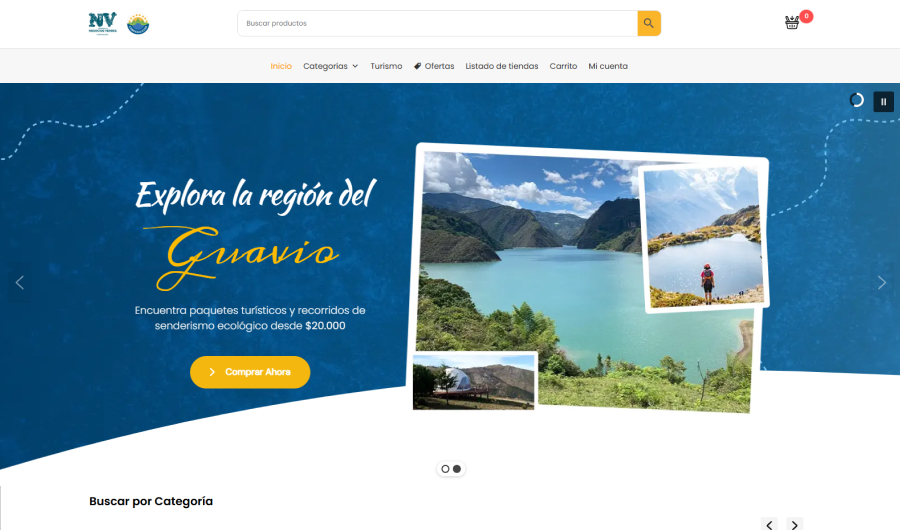 NV
Buscar productos
0
Inicio
Categorias
Turismo
Ofertas
Listado de tiendas
Carrito
Mi cuenta
Explora la región del
Guavio
Encuentra paquetes turísticos y recorridos de
senderismo ecológico desde $20.000
Comprar Ahora
Buscar por Categoría